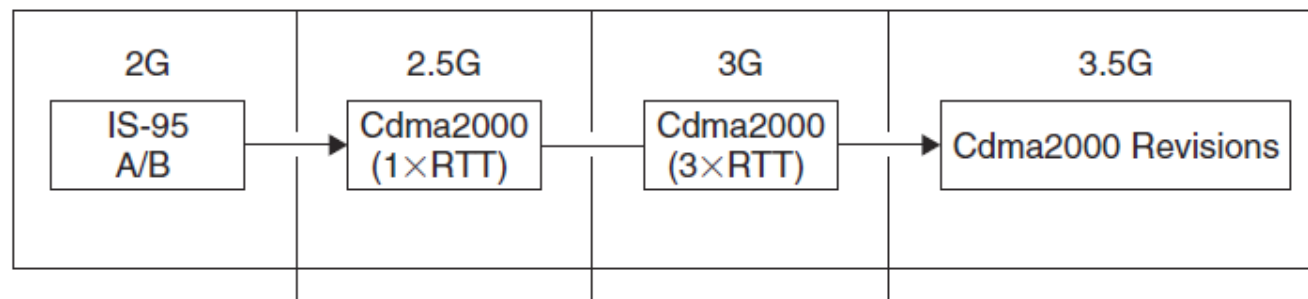 2G
2.5G
3G
3.5G
IS-95
A/B
Cdma2000
(1×RTT)
Cdma2000
(3×RTT)
Cdma2000 Revisions